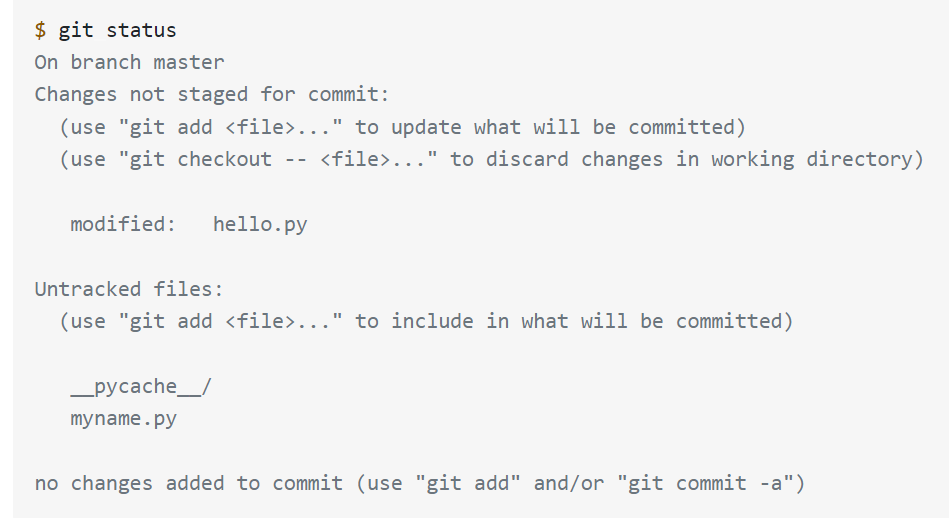 $ git status
On branch master
Changes not staged for commit:
  (use "git add <file>..." to update what will be committed)
  (use "git checkout -- <file>..." to discard changes in working directory)

   modified:   hello.py

Untracked files:
  (use "git add <file>..." to include in what will be committed)

   __pycache__/
   myname.py

no changes added to commit (use "git add" and/or "git commit -a")